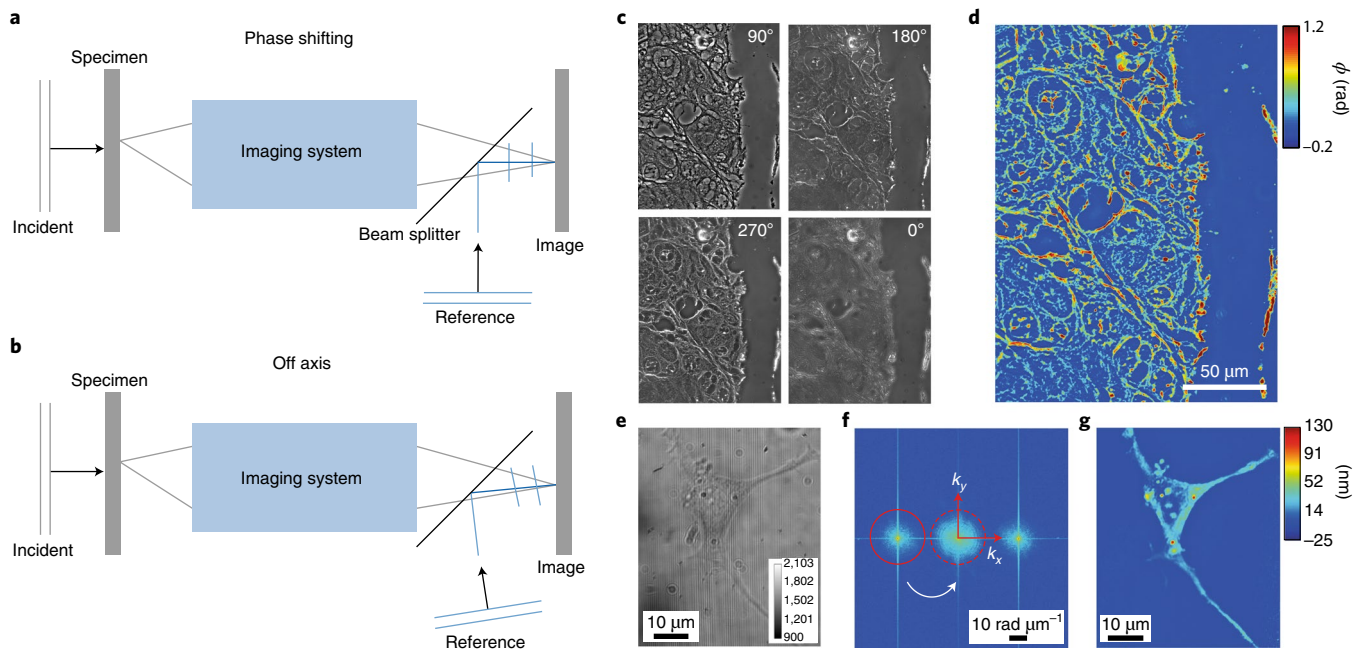 a
Phase shifting
Specimen
Imaging system
Incident
Beam splitter
Image
Reference
b
Off axis
Specimen
Imaging system
Incident
Image
Reference
c
90°
180°
270°
0°
d
1.2
ϕ (rad)
–0.2
50 µm
e
2,103
1,802
1,502
1,201
900
10 µm
f
k_y
k_x
10 rad µm⁻¹
g
130
91
52
14
–25
(nm)
10 µm